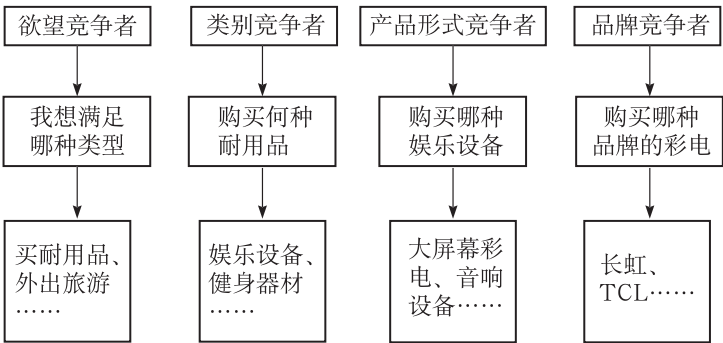 欲望竞争者
类别竞争者
产品形式竞争者
品牌竞争者
我想满足
哪种类型
购买何种
耐用品
购买哪种
娱乐设备
购买哪种
品牌的彩电
买耐用品、
外出旅游
……
娱乐设备、
健身器材
……
大屏幕彩
电、音响
设备……
长虹、
TCL……